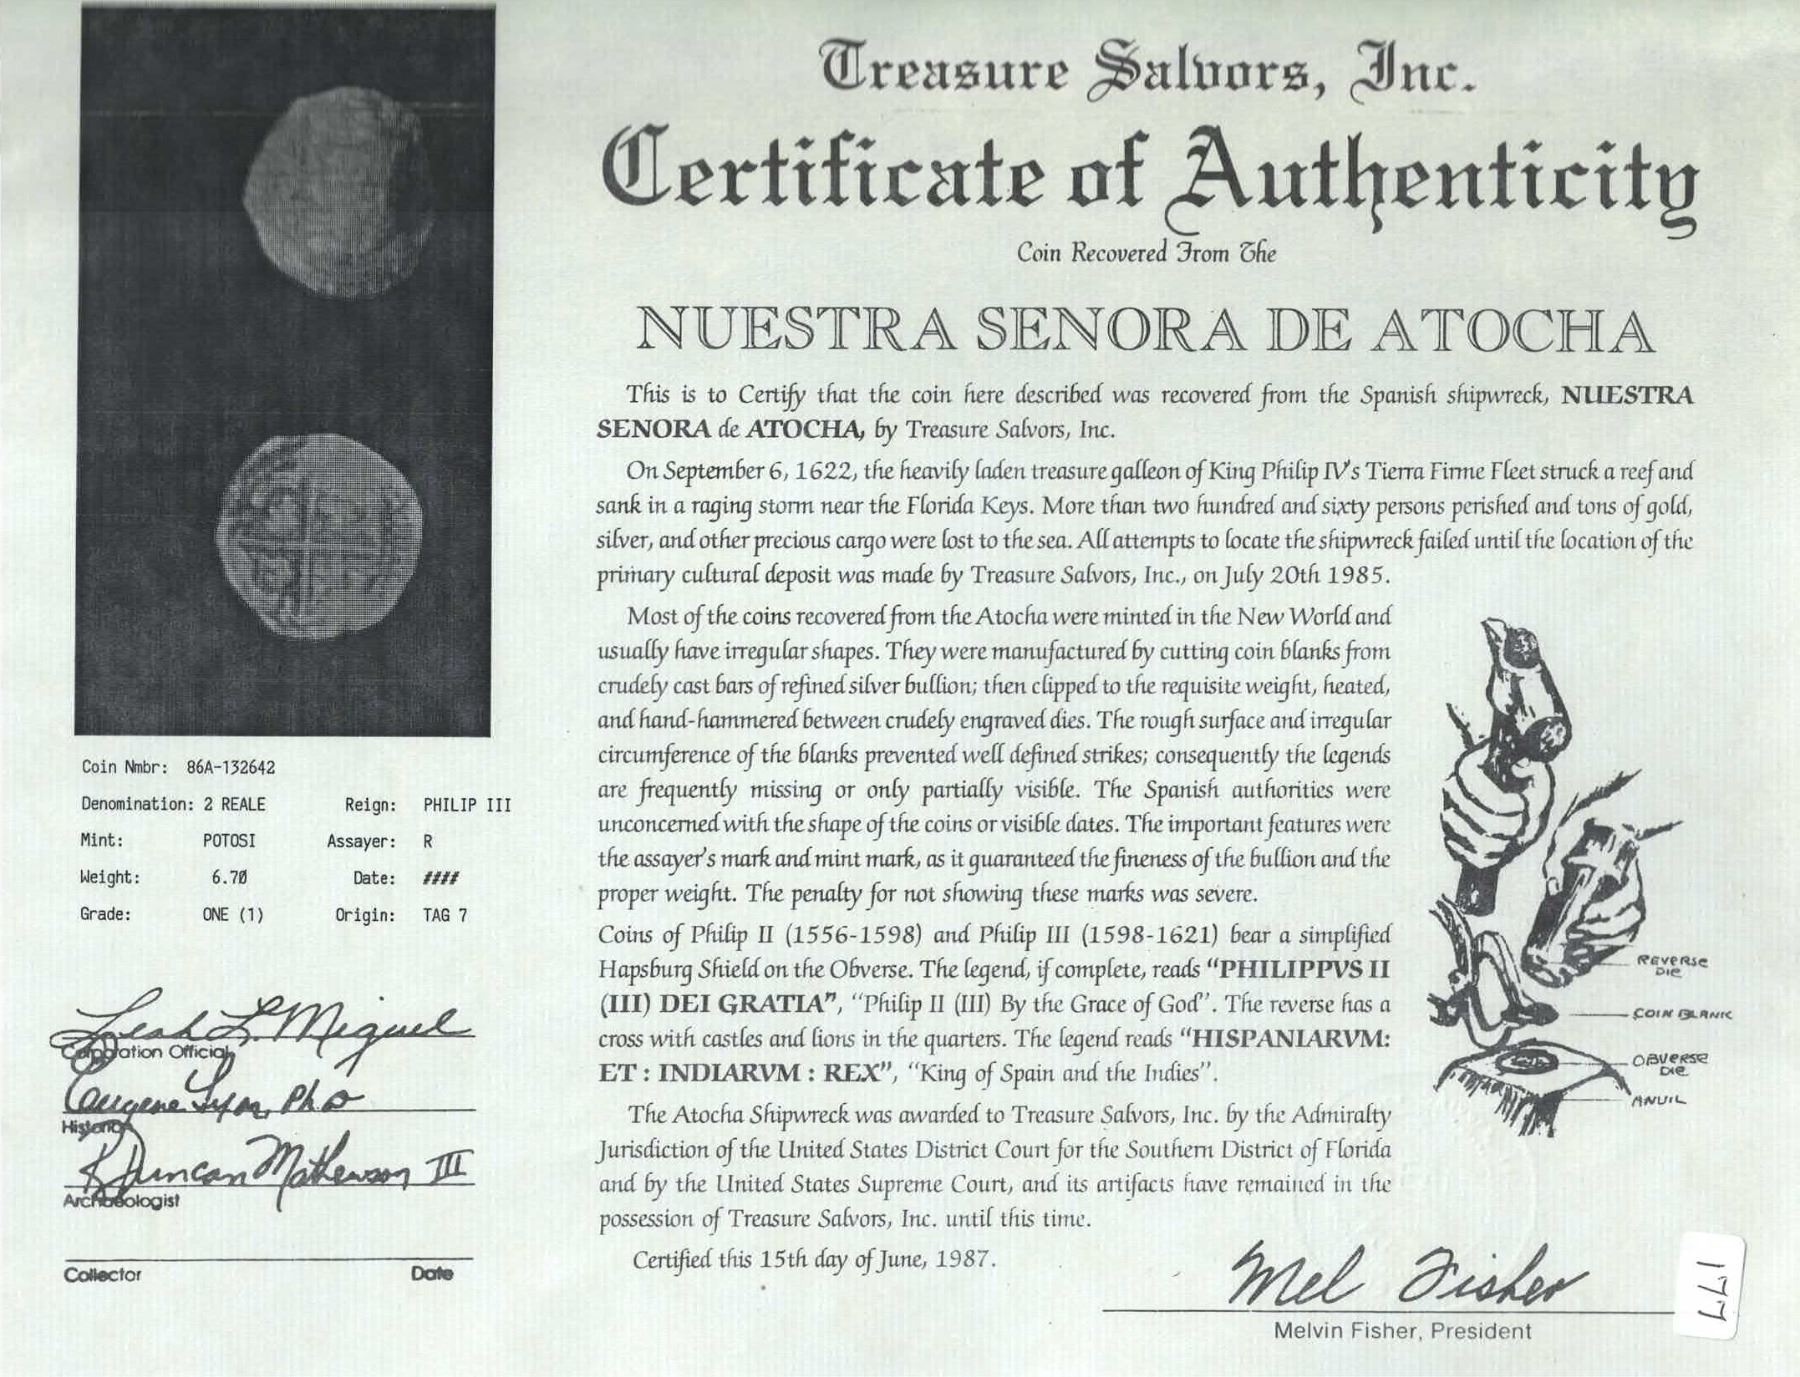 Treasure Salvors, Inc.
Certificate of Authenticity
Coin Recovered From The
NUESTRA SENORA DE ATOCHA
This is to Certify that the coin here described was recovered from the Spanish shipwreck, NUESTRA
SENORA de ATOCHA, by Treasure Salvors, Inc.
On September 6, 1622, the heavily laden treasure galleon of King Philip IV's Tierra Firme Fleet struck a reef and
sank in a raging storm near the Florida Keys. More than two hundred and sixty persons perished and tons of gold,
silver, and other precious cargo were lost to the sea. All attempts to locate the shipwreck failed until the location of the
primary cultural deposit was made by Treasure Salvors, Inc., on July 20th 1985.
Most of the coins recovered from the Atocha were minted in the New World and
usually have irregular shapes. They were manufactured by cutting coin blanks from
crudely cast bars of refined silver bullion; then clipped to the requisite weight, heated,
and hand-hammered between crudely engraved dies. The rough surface and irregular
circumference of the blanks prevented well defined strikes; consequently the legends
are frequently missing or only partially visible. The Spanish authorities were
unconcerned with the shape of the coins or visible dates. The important features were
the assayer's mark and mint mark, as it guaranteed the fineness of the bullion and the
proper weight. The penalty for not showing these marks was severe.
Coins of Philip II (1556-1598) and Philip III (1598-1621) bear a simplified
Hapsburg Shield on the Obverse. The legend, if complete, reads "PHILIPPVS II
(III) DEI GRATIA", "Philip II (III) By the Grace of God". The reverse has a
cross with castles and lions in the quarters. The legend reads "HISPANIARVM:
ET : INDIARVM : REX", "King of Spain and the Indies".
The Atocha Shipwreck was awarded to Treasure Salvors, Inc. by the Admiralty
Jurisdiction of the United States District Court for the Southern District of Florida
and by the United States Supreme Court, and its artifacts have remained in the
possession of Treasure Salvors, Inc. until this time.
Certified this 15th day of June, 1987.
Mel Fisher
Melvin Fisher, President
REVERSE
DIE
COIN BLANK
OBVERSE
DIE
ANVIL
177
Coin Nmbr: 86A-132642
Denomination: 2 REALE Reign: PHILIP III
Mint: POTOSI Assayer: R
Weight: 6.70 Date: ####
Grade: ONE (1) Origin: TAG 7
Leah L. Miguel
Corporation Official
Eugene Lyon, PhD
Historian
R Duncan Mathewson III
Archaeologist
Collector Date